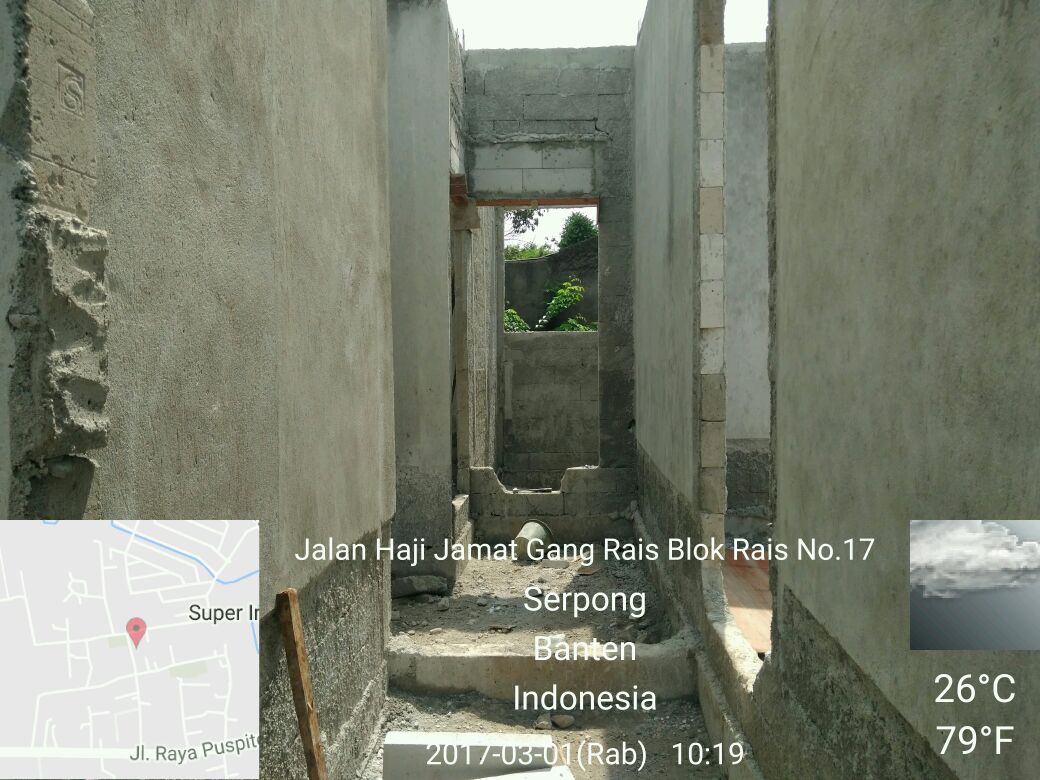 Jalan Haji Jamat Gang Rais Blok Rais No.17
Serpong
Banten
Indonesia
2017-03-01(Rab) 10:19
Super
Jl. Raya
26°C
79°F